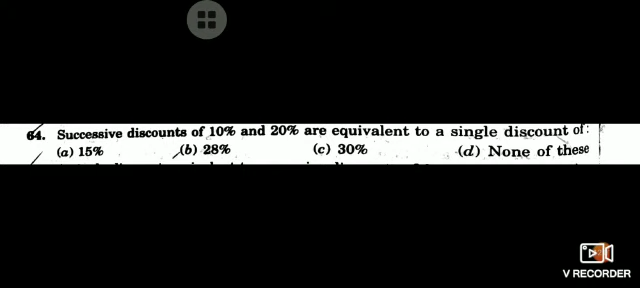 64. Successive discounts of 10% and 20% are equivalent to a single discount of:
(a) 15% (b) 28% (c) 30% (d) None of these
V RECORDER